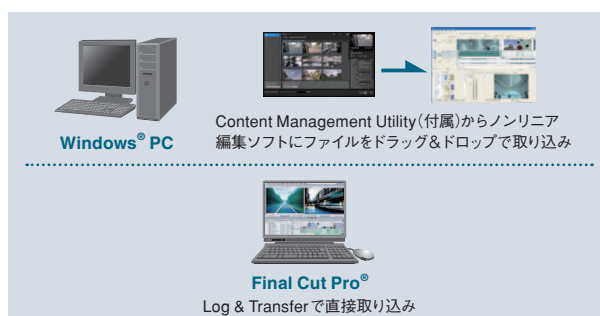 Windows® PC
Content Management Utility(付属)からノンリニア
編集ソフトにファイルをドラッグ&ドロップで取り込み
Final Cut Pro®
Log & Transferで直接取り込み